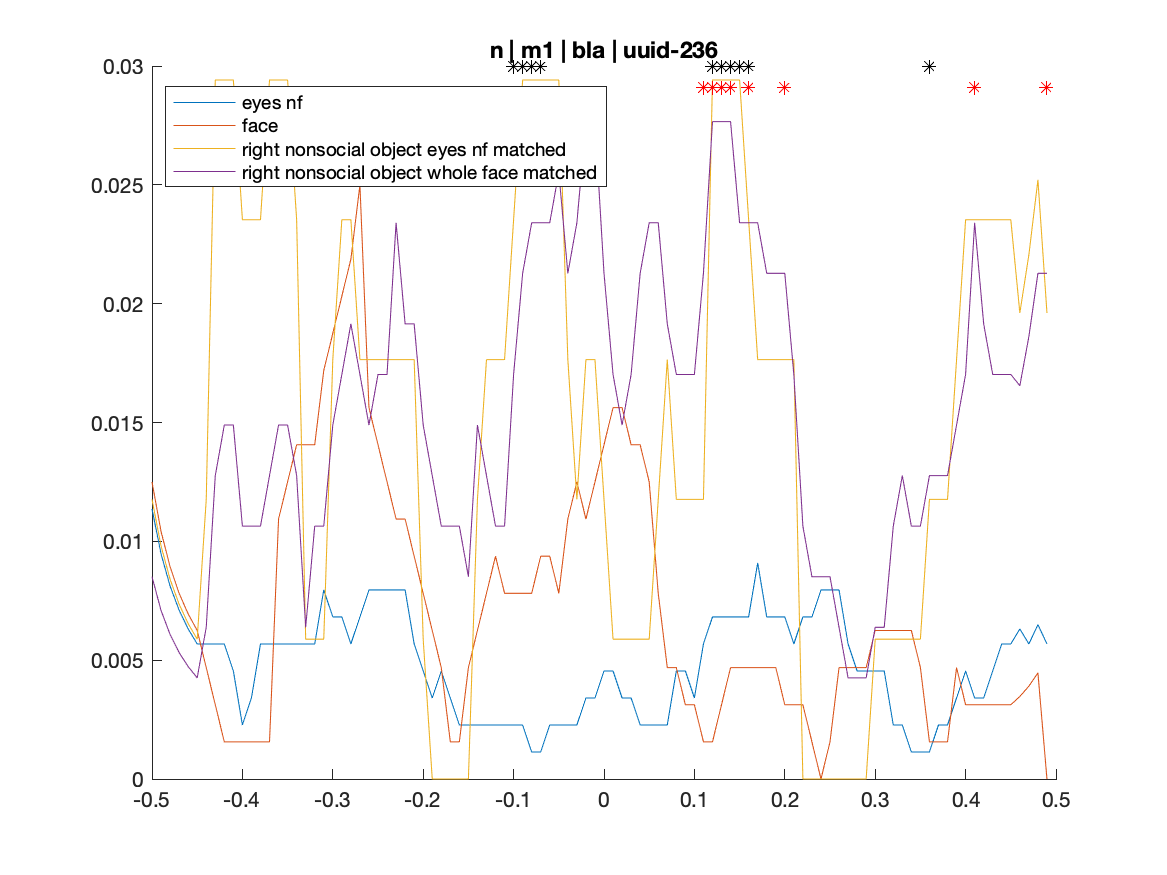 n | m1 | bla | uuid-236
0.03
eyes nf
face
right nonsocial object eyes nf matched
right nonsocial object whole face matched
0.025
0.02
0.015
0.01
0.005
0
-0.5 -0.4 -0.3 -0.2 -0.1 0 0.1 0.2 0.3 0.4 0.5